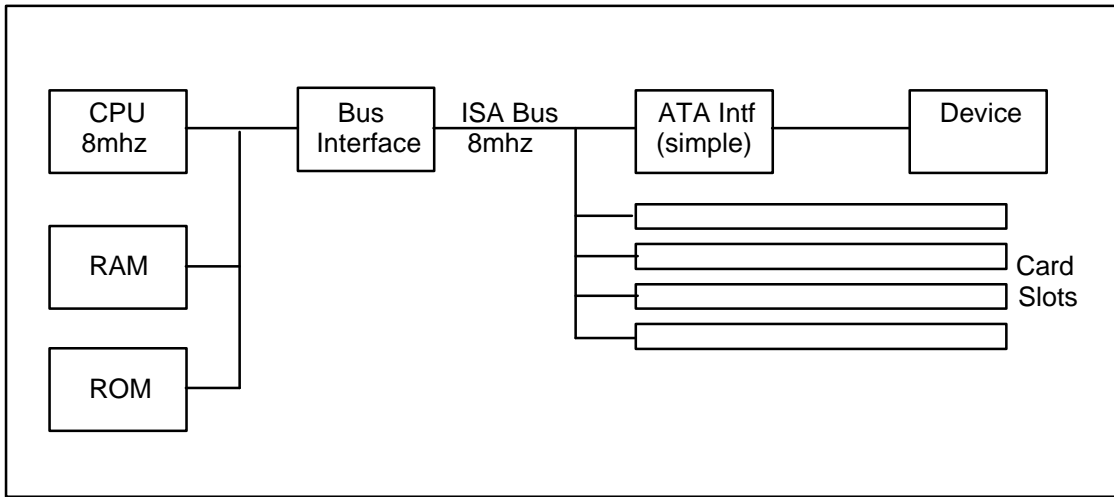 CPU
8mhz
Bus
Interface
ISA Bus
8mhz
ATA Intf
(simple)
Device
RAM
Card
Slots
ROM